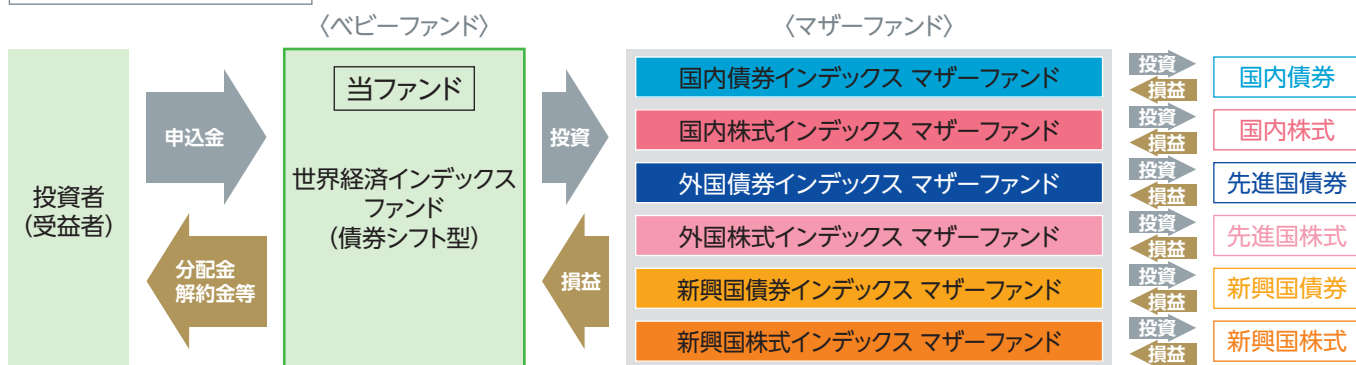 〈ベビーファンド〉
〈マザーファンド〉
投資者
(受益者)
申込金
分配金
解約金等
当ファンド
世界経済インデックス
ファンド
(債券シフト型)
投資
損益
国内債券インデックス マザーファンド
投資
損益
国内債券
国内株式インデックス マザーファンド
投資
損益
国内株式
外国債券インデックス マザーファンド
投資
損益
先進国債券
外国株式インデックス マザーファンド
投資
損益
先進国株式
新興国債券インデックス マザーファンド
投資
損益
新興国債券
新興国株式インデックス マザーファンド
投資
損益
新興国株式